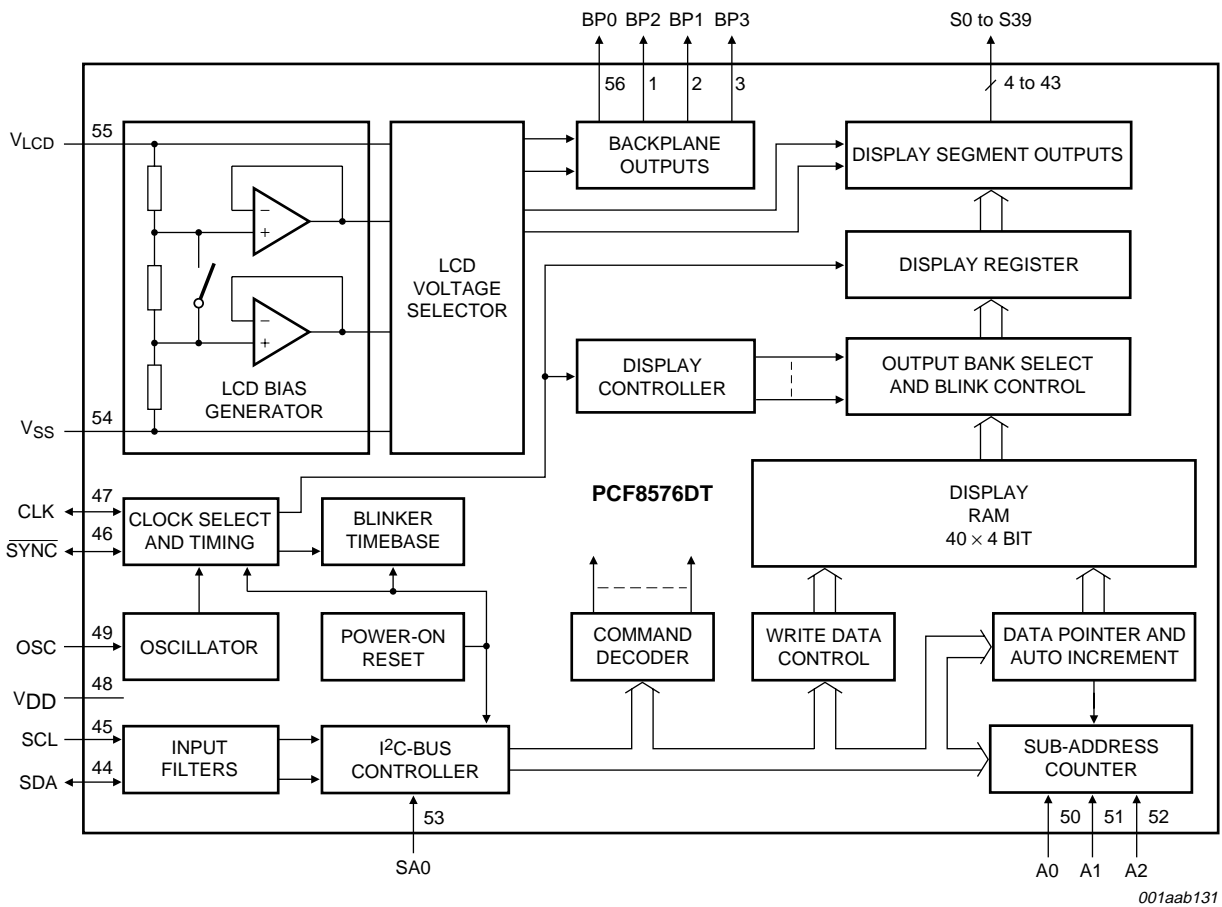 BP0 BP2 BP1 BP3
S0 to S39
56 1 2 3
4 to 43
VLCD
55
BACKPLANE
OUTPUTS
DISPLAY SEGMENT OUTPUTS
−
+
LCD
VOLTAGE
SELECTOR
DISPLAY REGISTER
−
+
DISPLAY
CONTROLLER
OUTPUT BANK SELECT
AND BLINK CONTROL
LCD BIAS
GENERATOR
VSS
54
CLK
47
SYNC
46
CLOCK SELECT
AND TIMING
BLINKER
TIMEBASE
PCF8576DT
DISPLAY
RAM
40 × 4 BIT
OSC
49
OSCILLATOR
POWER-ON
RESET
COMMAND
DECODER
WRITE DATA
CONTROL
DATA POINTER AND
AUTO INCREMENT
VDD
48
SCL
45
SDA
44
INPUT
FILTERS
I2C-BUS
CONTROLLER
SUB-ADDRESS
COUNTER
53
50 51 52
SA0
A0 A1 A2
001aab131